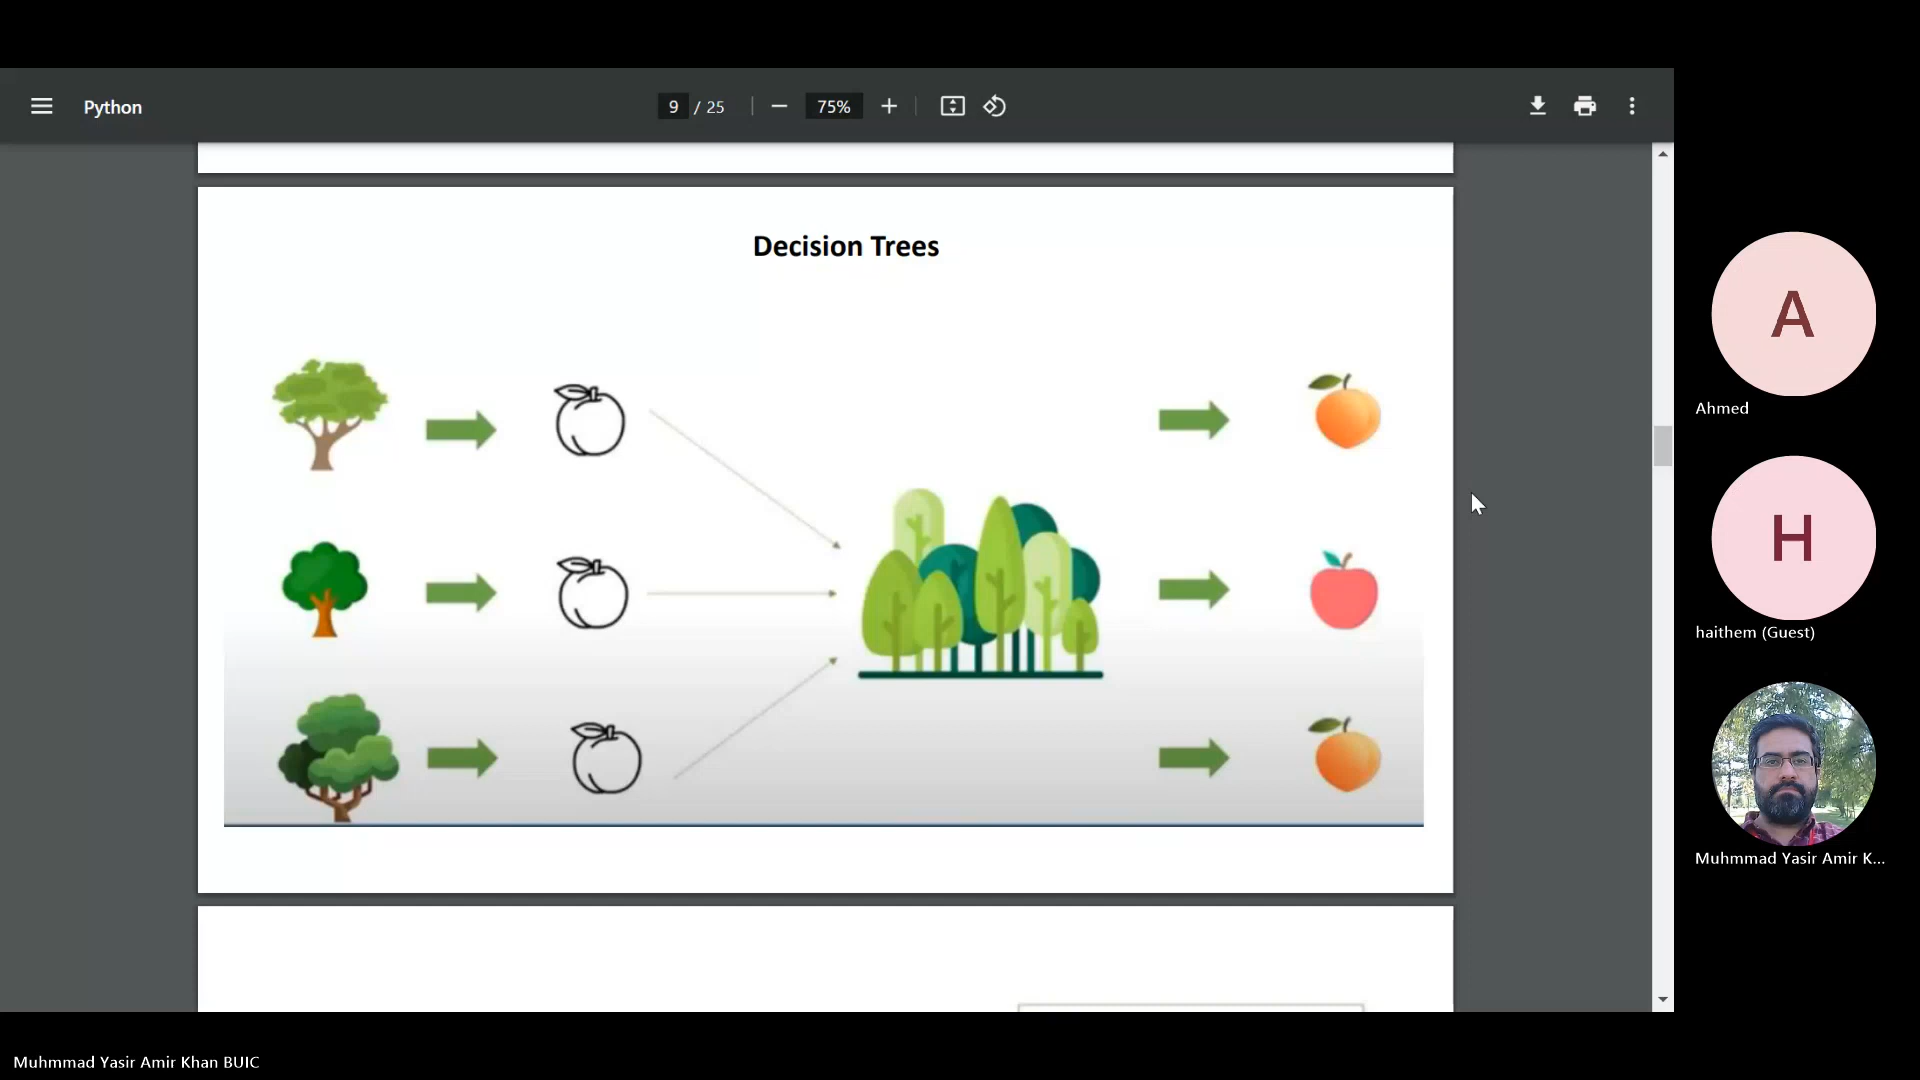 Python
9 / 25
75%
Decision Trees
A
Ahmed
H
haithem (Guest)
Muhmmad Yasir Amir K...
Muhmmad Yasir Amir Khan BUIC